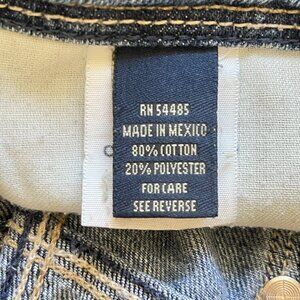 RN 54485
MADE IN MEXICO
80% COTTON
20% POLYESTER
FOR CARE
SEE REVERSE